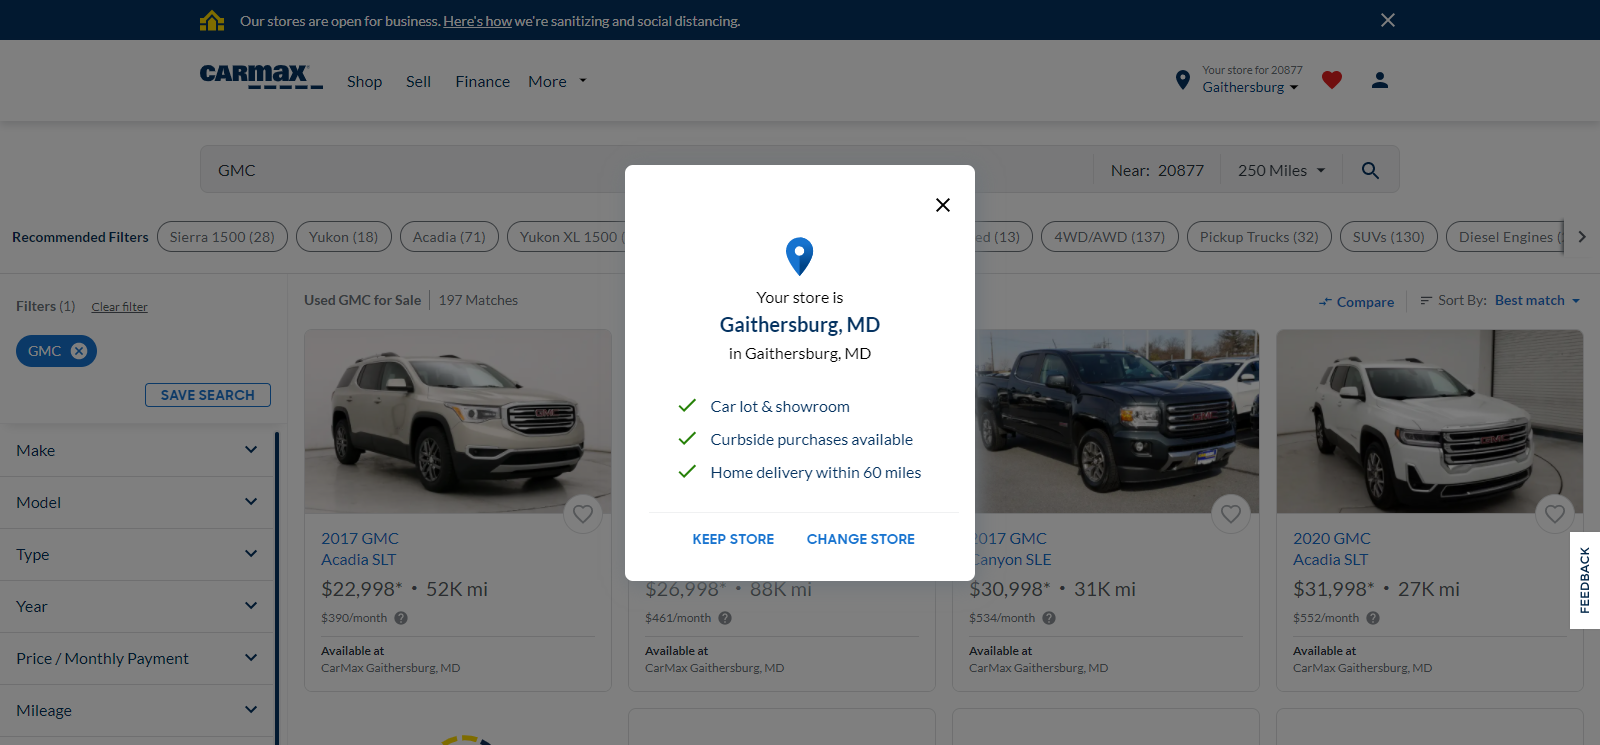 Our stores are open for business. Here's how we're sanitizing and social distancing.
CARMAX
Shop
Sell
Finance
More
Your store for 20877
Gaithersburg
GMC
Near: 20877
250 Miles
Recommended Filters
Sierra 1500 (28)
Yukon (18)
Acadia (71)
Yukon XL 1500
(13)
4WD/AWD (137)
Pickup Trucks (32)
SUVs (130)
Diesel Engines
Filters (1)
Clear filter
GMC
SAVE SEARCH
Make
Model
Type
Year
Price / Monthly Payment
Mileage
Used GMC for Sale
197 Matches
Compare
Sort By: Best match
2017 GMC
Acadia SLT
$22,998* • 52K mi
$390/month
Available at
CarMax Gaithersburg, MD
$26,998* • 88K mi
$461/month
Available at
CarMax Gaithersburg, MD
2017 GMC
Canyon SLE
$30,998* • 31K mi
$534/month
Available at
CarMax Gaithersburg, MD
2020 GMC
Acadia SLT
$31,998* • 27K mi
$552/month
Available at
CarMax Gaithersburg, MD
Your store is
Gaithersburg, MD
in Gaithersburg, MD
Car lot & showroom
Curbside purchases available
Home delivery within 60 miles
KEEP STORE
CHANGE STORE
FEEDBACK